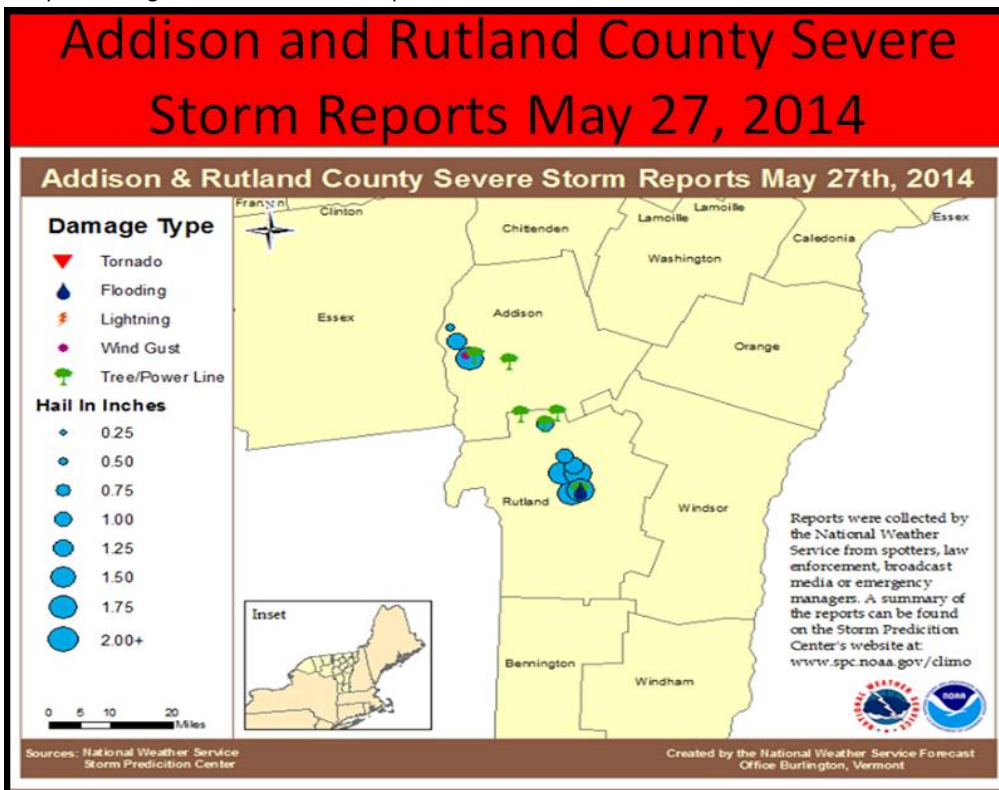 Addison and Rutland County Severe
Storm Reports May 27, 2014
Addison & Rutland County Severe Storm Reports May 27th, 2014
Damage Type
Tornado
Flooding
Lightning
Wind Gust
Tree/Power Line
Hail In Inches
0.25
0.50
0.75
1.00
1.25
1.50
1.75
2.00+
0 5 10 20
Miles
Clinton
Chittenden
Lamoille
Lamoille
Essex
Caledonia
Washington
Essex
Addison
Orange
Rutland
Windsor
Bennington
Windham
Inset
Reports were collected by
the National Weather
Service from spotters, law
enforcement, broadcast
media or emergency
managers. A summary of
the reports can be found
on the Storm Predicition
Center's website at:
www.spc.noaa.gov/climo
NATIONAL WEATHER SERVICE
NOAA
Sources: National Weather Service
Storm Predicition Center
Created by the National Weather Service Forecast
Office Burlington, Vermont